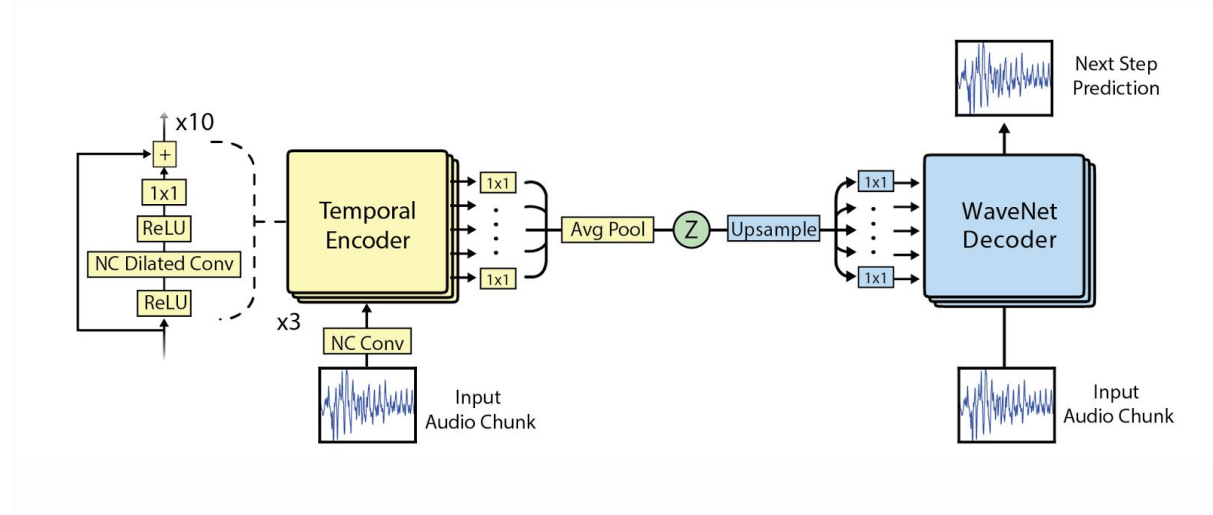 x10
+
1x1
ReLU
NC Dilated Conv
ReLU
Temporal
Encoder
x3
NC Conv
Input
Audio Chunk
1x1
1x1
Avg Pool
Z
Upsample
1x1
1x1
WaveNet
Decoder
Next Step
Prediction
Input
Audio Chunk